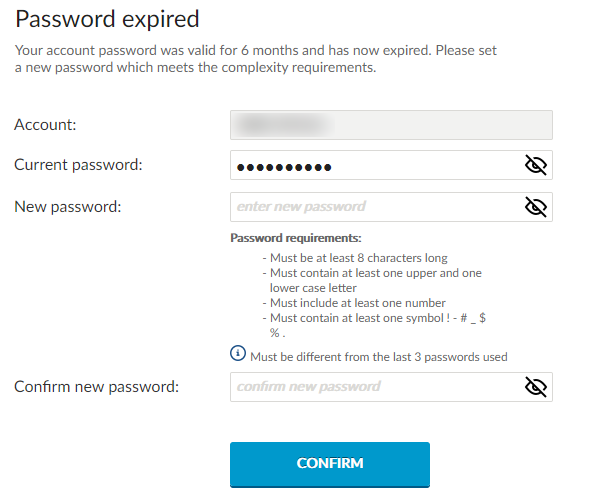 Password expired
Your account password was valid for 6 months and has now expired. Please set
a new password which meets the complexity requirements.
Account:
Current password:
New password:
enter new password
Password requirements:
- Must be at least 8 characters long
- Must contain at least one upper and one
lower case letter
- Must include at least one number
- Must contain at least one symbol ! - # _ $
% .
Must be different from the last 3 passwords used
Confirm new password:
confirm new password
CONFIRM